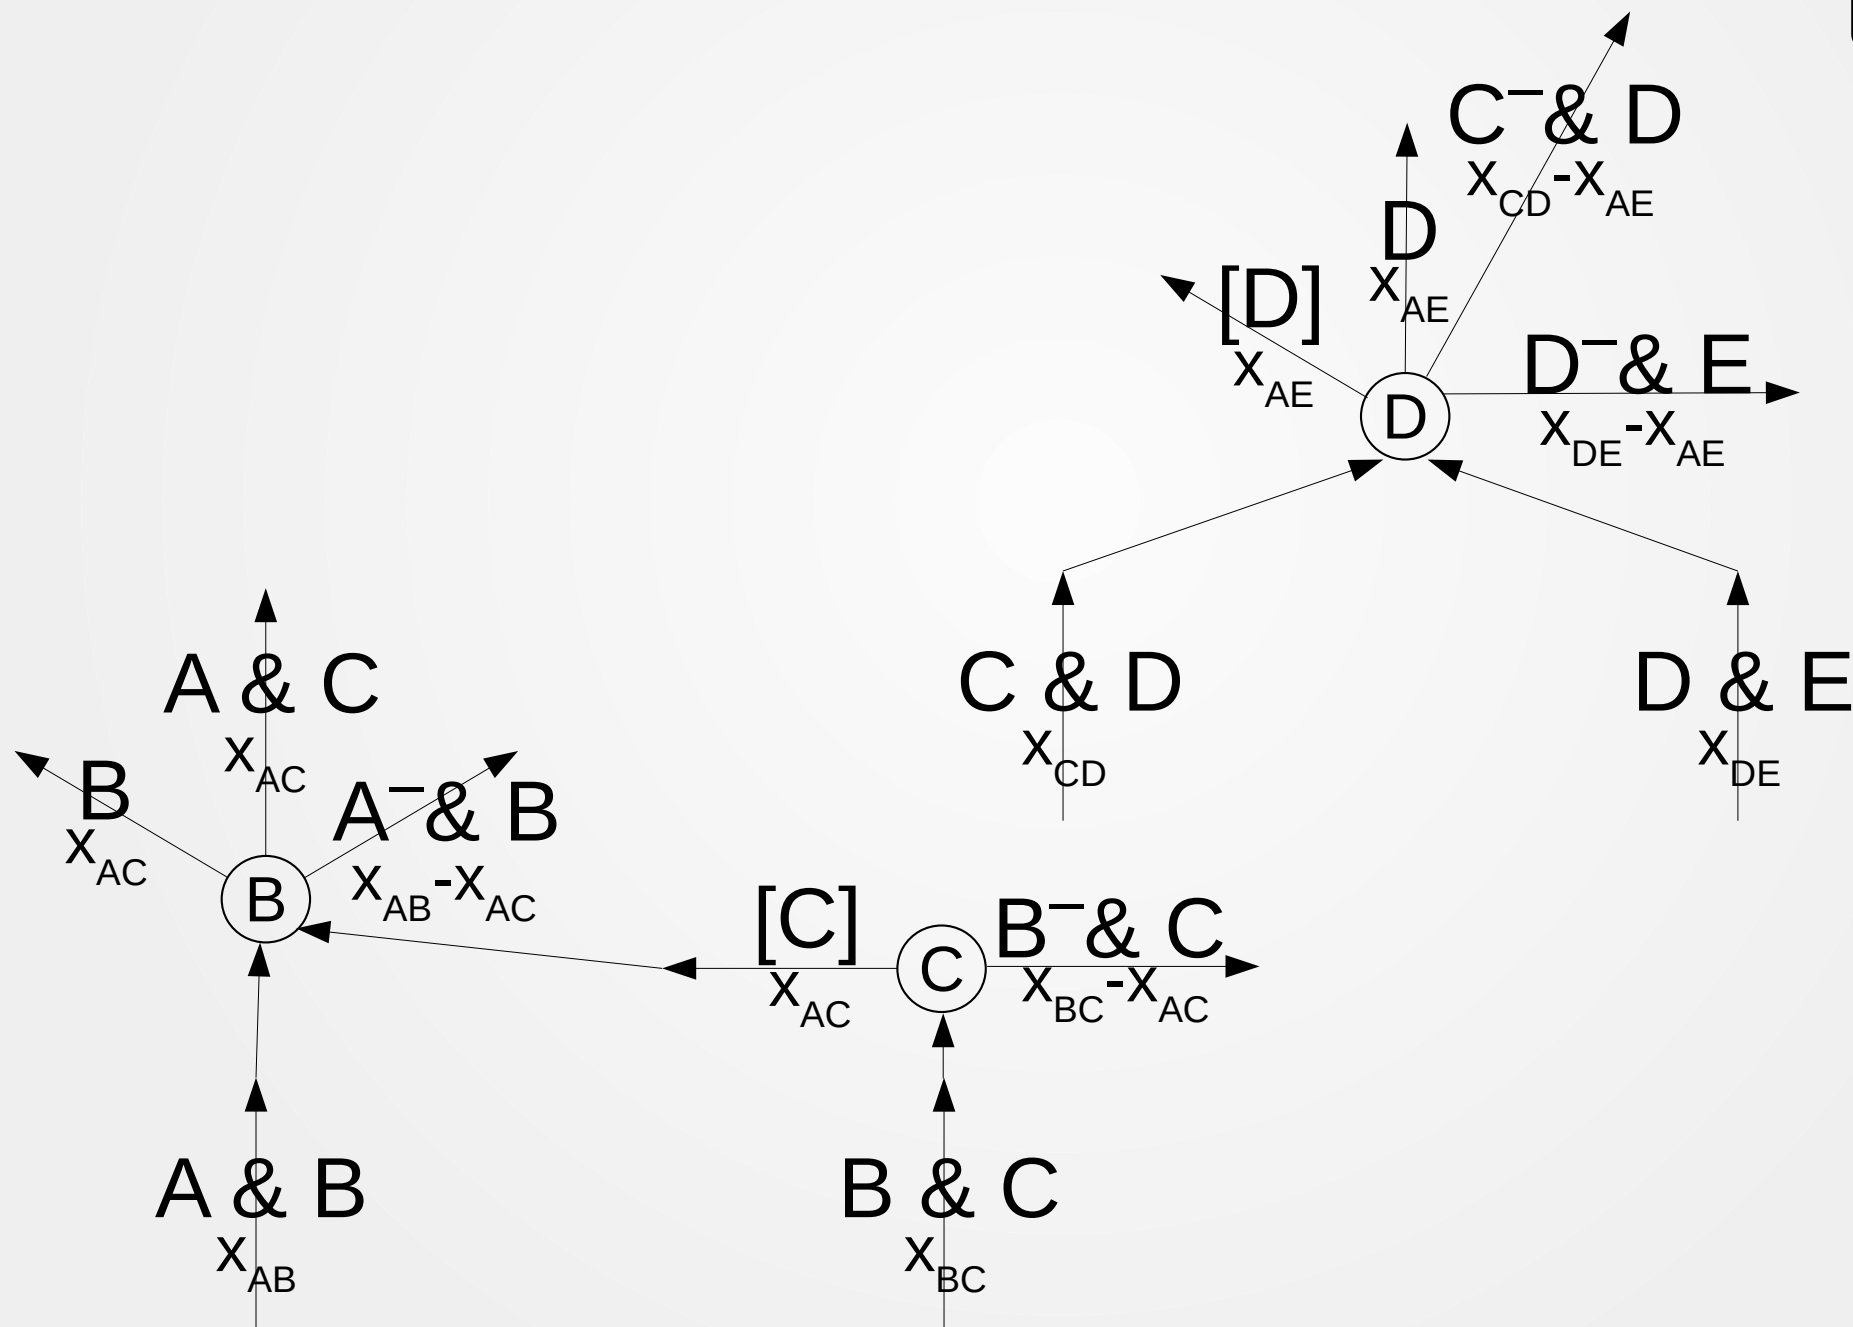 C⁻& D
x_CD-x_AE
D
x_AE
[D]
x_AE
D⁻& E
x_DE-x_AE
D
C & D
x_CD
D & E
x_DE
A & C
x_AC
B
x_AC
A⁻& B
x_AB-x_AC
B
[C]
x_AC
C
B⁻& C
x_BC-x_AC
A & B
x_AB
B & C
x_BC